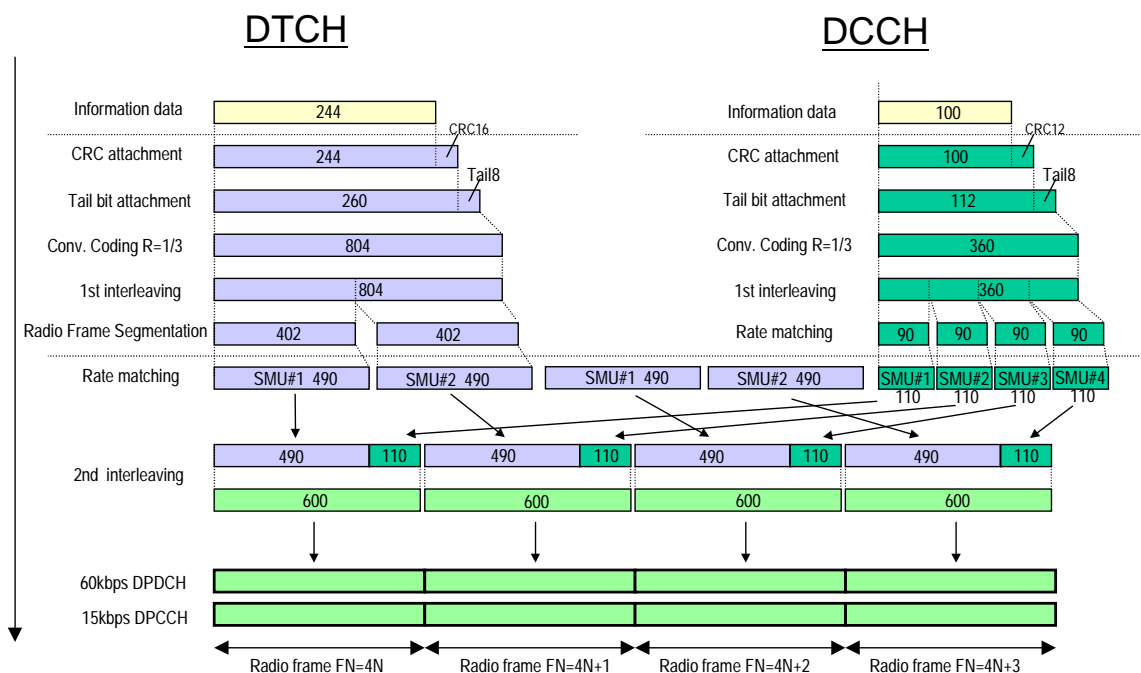 DTCH
DCCH
Information data
244
Information data
100
CRC16
CRC12
CRC attachment
244
CRC attachment
100
Tail8
Tail8
Tail bit attachment
260
Tail bit attachment
112
Conv. Coding R=1/3
804
Conv. Coding R=1/3
360
1st interleaving
804
1st interleaving
360
Radio Frame Segmentation
402
402
Rate matching
90
90
90
90
Rate matching
SMU#1 490
SMU#2 490
SMU#1 490
SMU#2 490
SMU#1
SMU#2
SMU#3
SMU#4
110
110
110
110
2nd interleaving
490
110
490
110
490
110
490
110
600
600
600
600
60kbps DPDCH
15kbps DPCCH
Radio frame FN=4N
Radio frame FN=4N+1
Radio frame FN=4N+2
Radio frame FN=4N+3